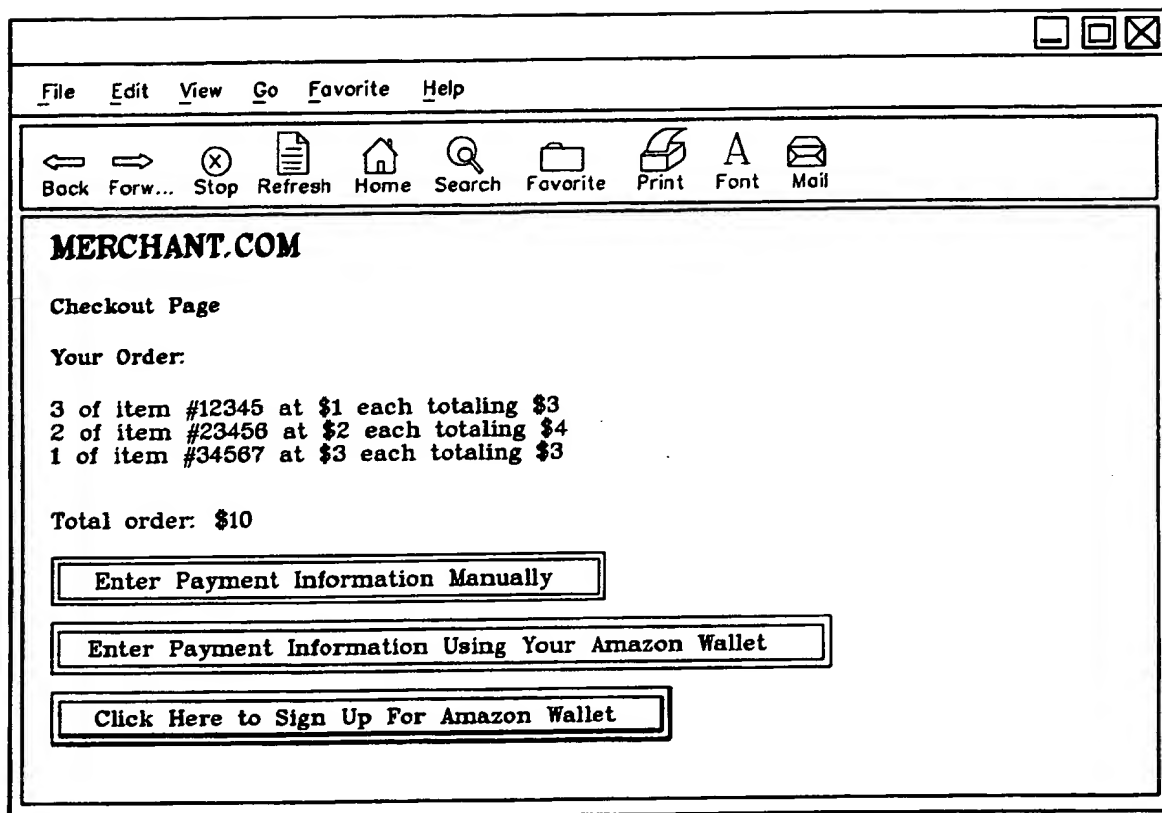 File Edit View Go Favorite Help
Back Forw... Stop Refresh Home Search Favorite Print Font Mail
MERCHANT.COM
Checkout Page
Your Order:
3 of item #12345 at $1 each totaling $3
2 of item #23456 at $2 each totaling $4
1 of item #34567 at $3 each totaling $3
Total order: $10
Enter Payment Information Manually
Enter Payment Information Using Your Amazon Wallet
Click Here to Sign Up For Amazon Wallet